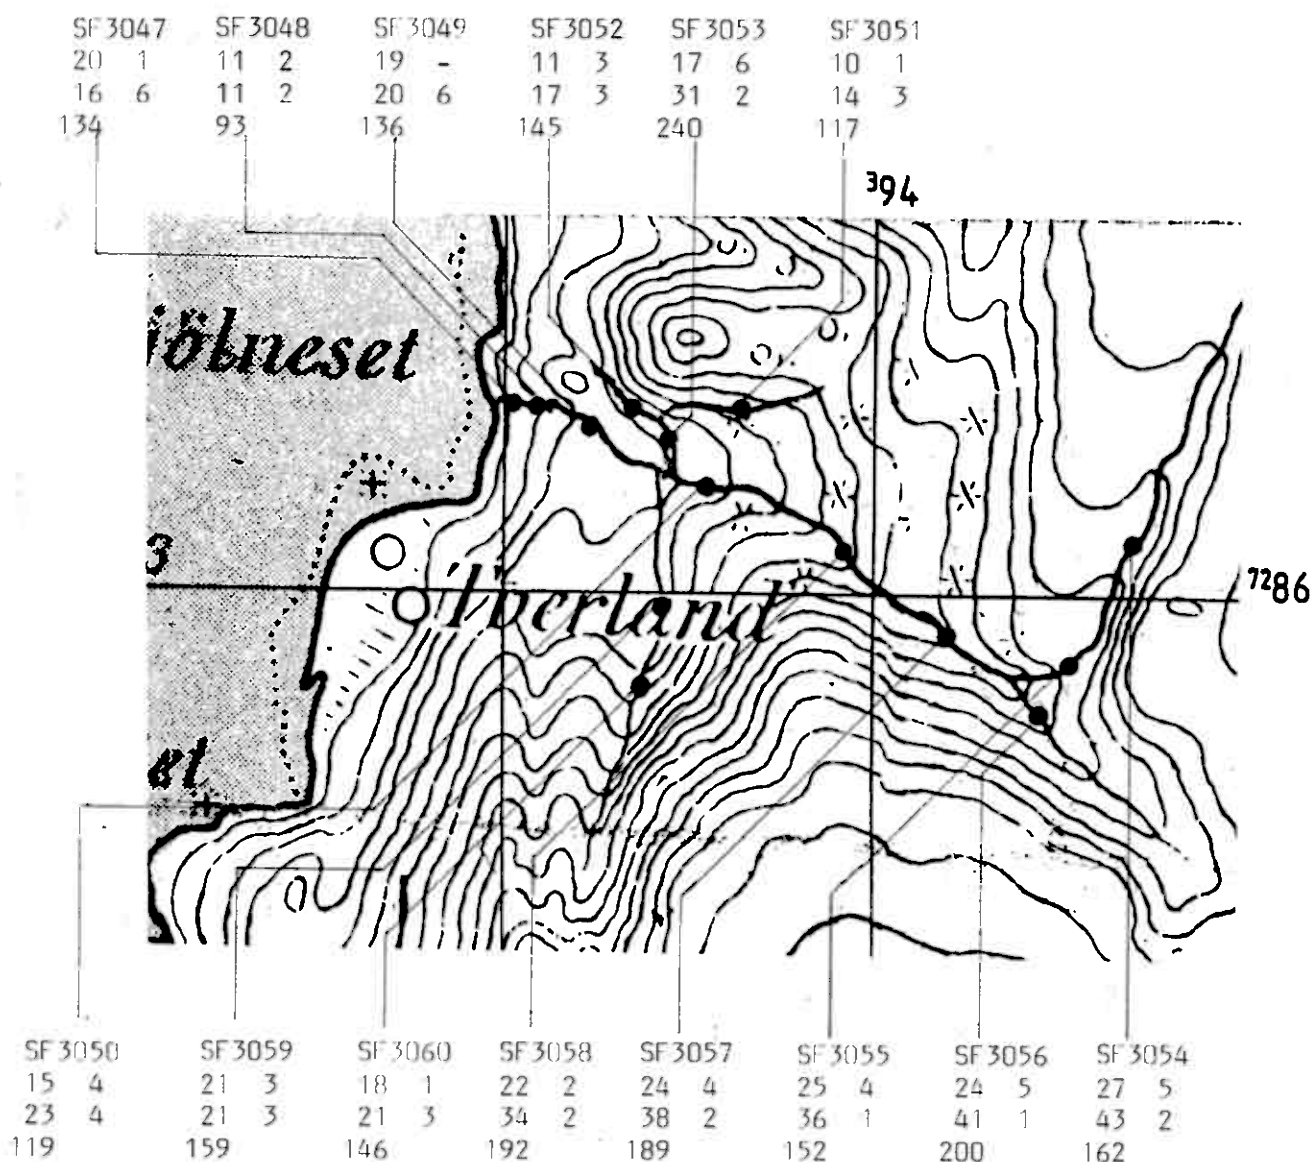 SF3047 SF3048 SF3049 SF3052 SF3053 SF3051
20 1 11 2 19 - 11 3 17 6 10 1
16 6 11 2 20 6 17 3 31 2 14 3
134 93 136 145 240 117
394
jölneset
3
7286
Överland
et
SF3050 SF3059 SF3060 SF3058 SF3057 SF3055 SF3056 SF3054
15 4 21 3 18 1 22 2 24 4 25 4 24 5 27 5
23 4 21 3 21 3 34 2 38 2 36 1 41 1 43 2
119 159 146 192 189 152 200 162